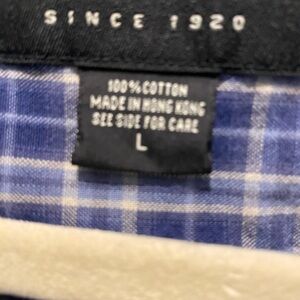 SINCE 1920
100% COTTON
MADE IN HONG KONG
SEE SIDE FOR CARE
L